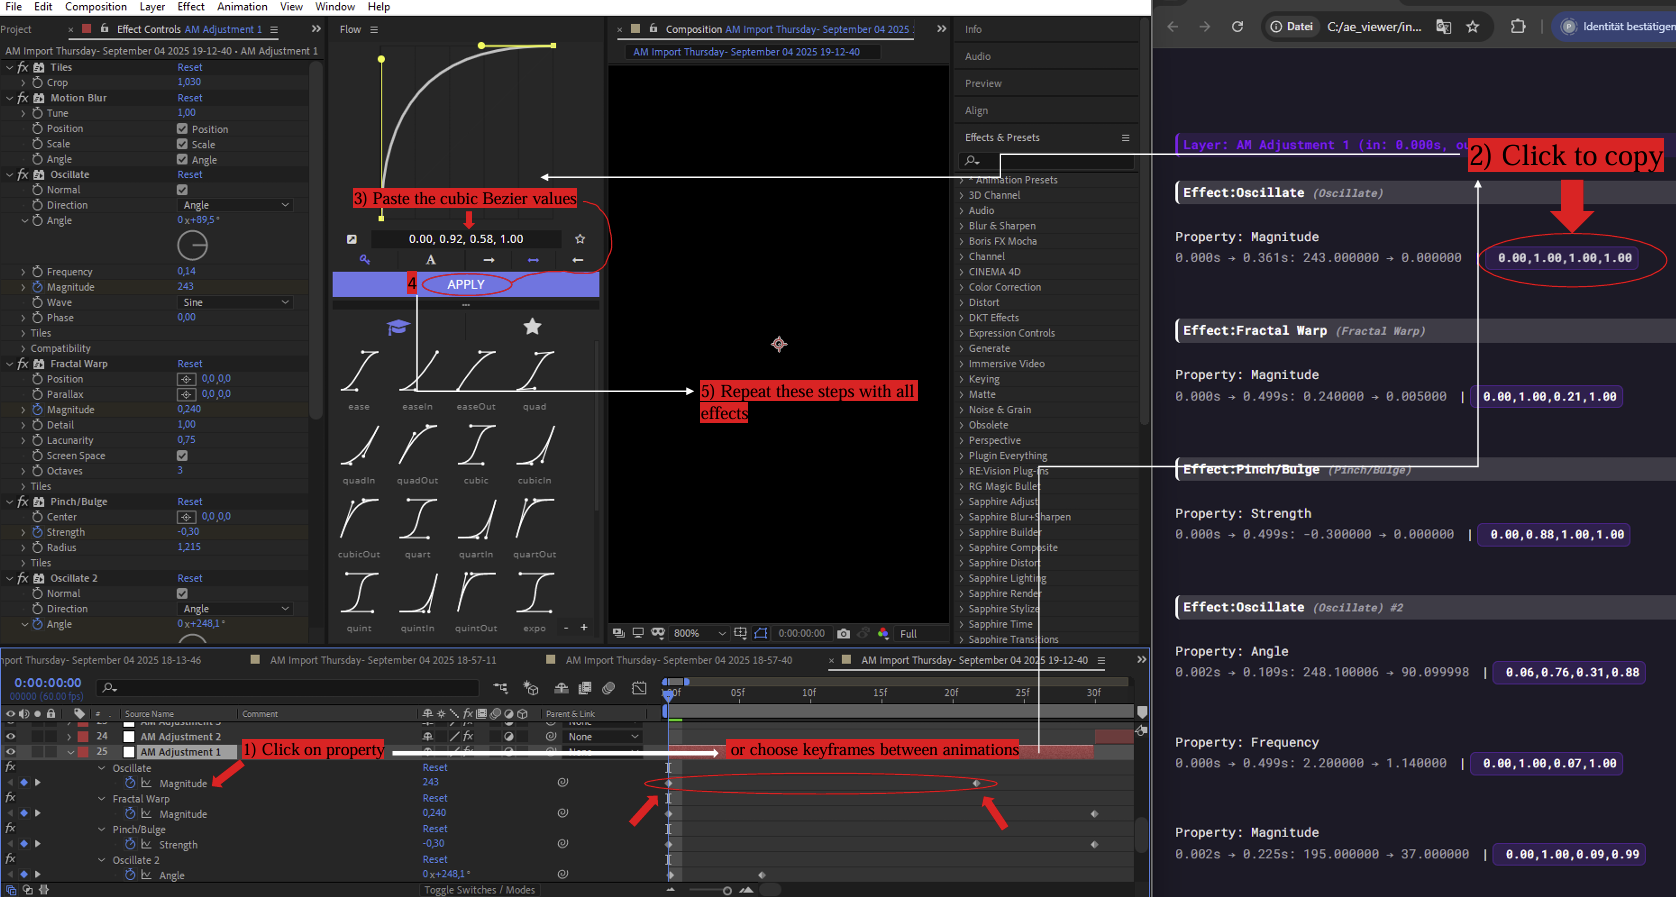 File Edit Composition Layer Effect Animation View Window Help
Project × Effect Controls AM Adjustment 1
AM Import Thursday- September 04 2025 19-12-40 • AM Adjustment 1
fx Tiles Reset
Crop 1,030
fx Motion Blur Reset
Tune 1,00
Position Position
Scale Scale
Angle Angle
fx Oscillate Reset
Normal
Direction Angle
Angle 0x+89,5°
Frequency 0,14
Magnitude 243
Wave Sine
Phase 0,00
Tiles
Compatibility
fx Fractal Warp Reset
Position 0,0,0,0
Parallax 0,0,0,0
Magnitude 0,240
Detail 1,00
Lacunarity 0,75
Screen Space
Octaves 3
Tiles
fx Pinch/Bulge Reset
Center 0,0,0,0
Strength -0,30
Radius 1,215
Tiles
fx Oscillate 2 Reset
Normal
Direction Angle
Angle 0x+248,1°
Flow
3) Paste the cubic Bezier values
0.00, 0.92, 0.58, 1.00
A
4 APPLY
ease easeIn easeOut quad
quadIn quadOut cubic cubicIn
cubicOut quart quartIn quartOut
quint quintIn quintOut expo - +
× Composition AM Import Thursday- September 04 2025
AM Import Thursday- September 04 2025 19-12-40
5) Repeat these steps with all
effects
800% 0:00:00:00 Full
Info
Audio
Preview
Align
Effects & Presets
* Animation Presets
3D Channel
Audio
Blur & Sharpen
Boris FX Mocha
Channel
CINEMA 4D
Color Correction
Distort
DKT Effects
Expression Controls
Generate
Immersive Video
Keying
Matte
Noise & Grain
Obsolete
Perspective
Plugin Everything
RE:Vision Plug-ins
RG Magic Bullet
Sapphire Adjust
Sapphire Blur+Sharpen
Sapphire Builder
Sapphire Composite
Sapphire Distort
Sapphire Lighting
Sapphire Render
Sapphire Stylize
Sapphire Time
Sapphire Transitions
Datei C:/ae_viewer/in... P Identität bestätigen
Layer: AM Adjustment 1 (in: 0.000s, ou
2) Click to copy
Effect:Oscillate (Oscillate)
Property: Magnitude
0.000s → 0.361s: 243.000000 → 0.000000 0.00,1.00,1.00,1.00
Effect:Fractal Warp (Fractal Warp)
Property: Magnitude
0.000s → 0.499s: 0.240000 → 0.005000 | 0.00,1.00,0.21,1.00
Effect:Pinch/Bulge (Pinch/Bulge)
Property: Strength
0.000s → 0.499s: -0.300000 → 0.000000 | 0.00,0.88,1.00,1.00
Effect:Oscillate (Oscillate) #2
Property: Angle
0.002s → 0.109s: 248.100006 → 90.099998 | 0.06,0.76,0.31,0.88
Property: Frequency
0.000s → 0.499s: 2.200000 → 1.140000 | 0.00,1.00,0.07,1.00
Property: Magnitude
0.002s → 0.225s: 195.000000 → 37.000000 | 0.00,1.00,0.09,0.99
port Thursday- September 04 2025 18-13-46 AM Import Thursday- September 04 2025 18-57-11 AM Import Thursday- September 04 2025 18-57-40 × AM Import Thursday- September 04 2025 19-12-40
0:00:00:00
00000 (60.00 fps)
00f 05f 10f 15f 20f 25f 30f
# Source Name Comment fx Parent & Link
AM Adjustment 3 None
24 AM Adjustment 2 None
25 AM Adjustment 1 None
1) Click on property
or choose keyframes between animations
fx Oscillate Reset
Magnitude 243
fx Fractal Warp Reset
Magnitude 0,240
fx Pinch/Bulge Reset
Strength -0,30
fx Oscillate 2 Reset
Angle 0x+248,1°
Toggle Switches / Modes